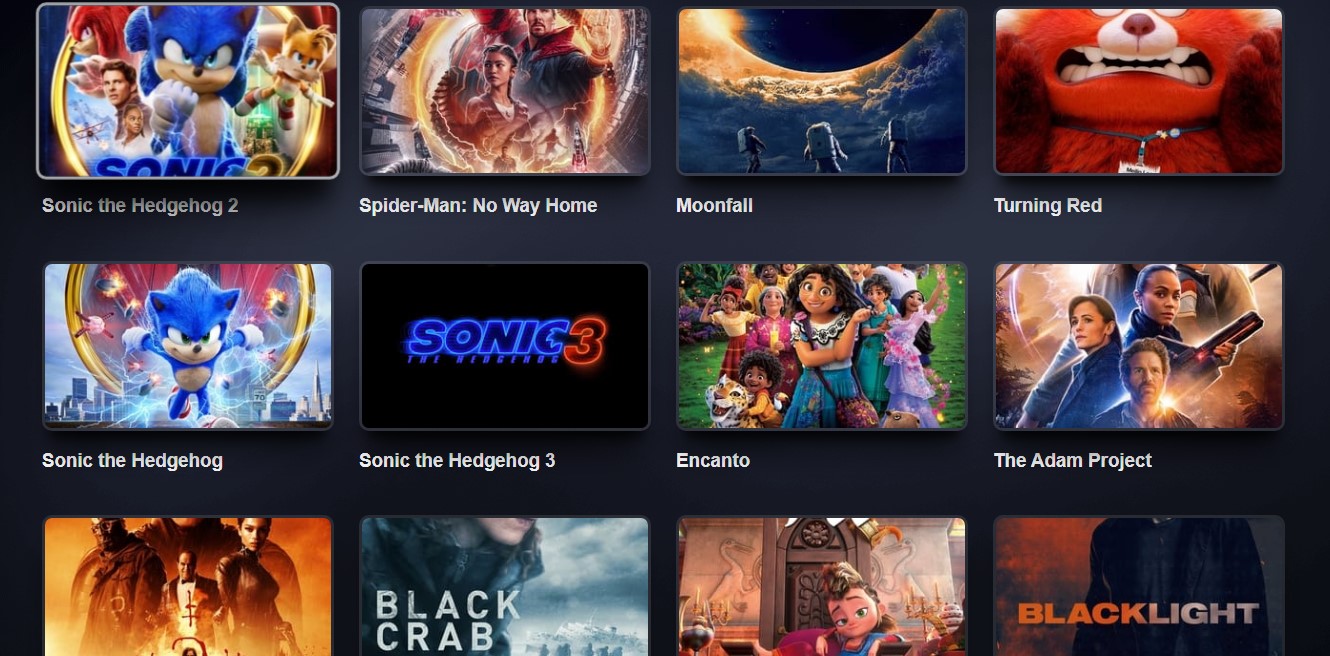 SONIC 2
Sonic the Hedgehog 2
Spider-Man: No Way Home
Moonfall
Turning Red
SONIC 3
THE HEDGEHOG
Sonic the Hedgehog
Sonic the Hedgehog 3
Encanto
The Adam Project
BLACK
CRAB
BLACKLIGHT